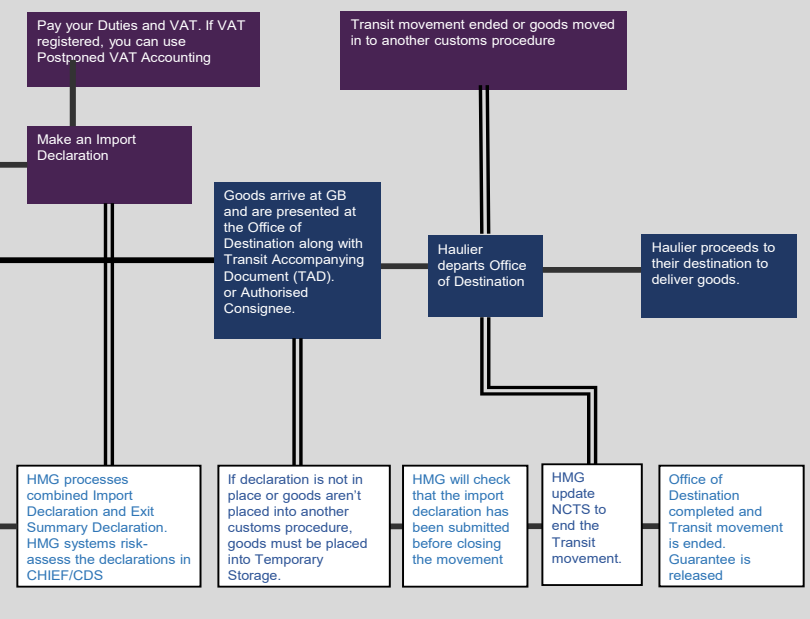 Pay your Duties and VAT. If VAT
registered, you can use
Postponed VAT Accounting
Transit movement ended or goods moved
in to another customs procedure
Make an Import
Declaration
Goods arrive at GB
and are presented at
the Office of
Destination along with
Transit Accompanying
Document (TAD).
or Authorised
Consignee.
Haulier
departs Office
of Destination
Haulier proceeds to
their destination to
deliver goods.
HMG processes
combined Import
Declaration and Exit
Summary Declaration.
HMG systems risk-
assess the declarations in
CHIEF/CDS
If declaration is not in
place or goods aren’t
placed into another
customs procedure,
goods must be placed
into Temporary
Storage.
HMG will check
that the import
declaration has
been submitted
before closing
the movement
HMG
update
NCTS to
end the
Transit
movement.
Office of
Destination
completed and
Transit movement
is ended.
Guarantee is
released